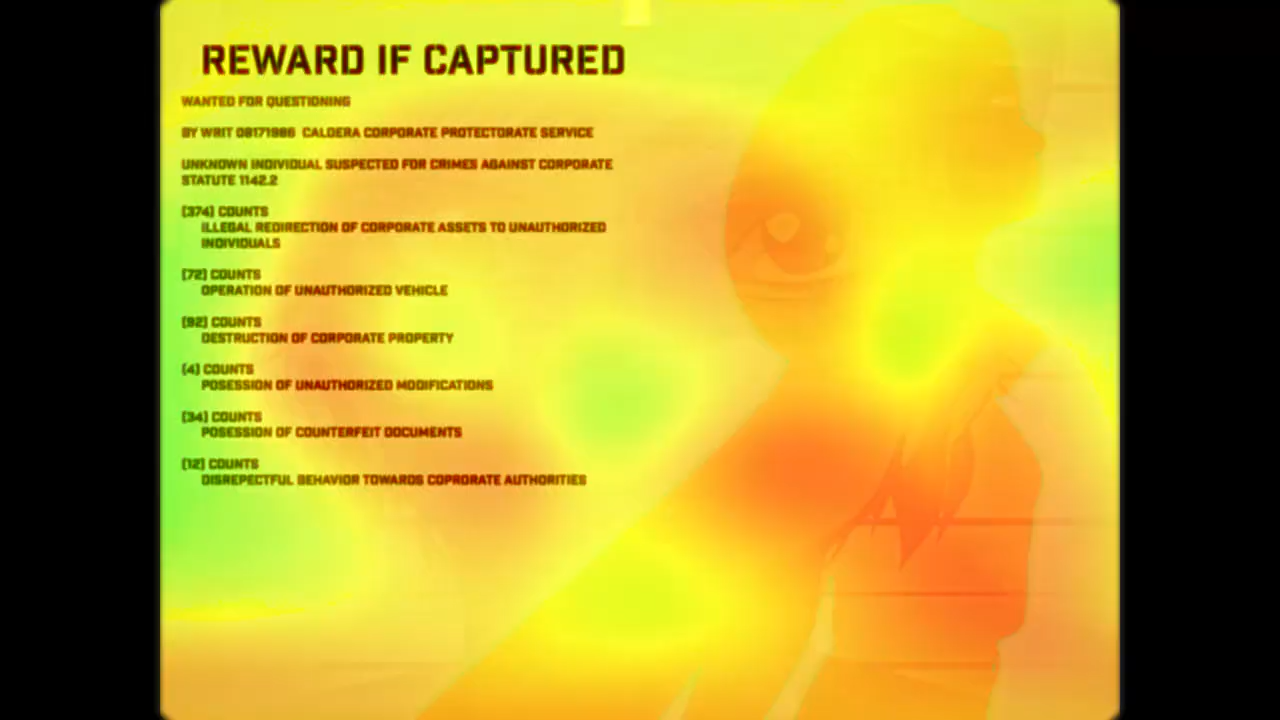 REWARD IF CAPTURED
WANTED FOR QUESTIONING
BY WRIT 08171986 CALDERA CORPORATE PROTECTORATE SERVICE
UNKNOWN INDIVIDUAL SUSPECTED FOR CRIMES AGAINST CORPORATE
STATUTE 1142.2
(374) COUNTS
ILLEGAL REDIRECTION OF CORPORATE ASSETS TO UNAUTHORIZED
INDIVIDUALS
(72) COUNTS
OPERATION OF UNAUTHORIZED VEHICLE
(92) COUNTS
DESTRUCTION OF CORPORATE PROPERTY
(4) COUNTS
POSESSION OF UNAUTHORIZED MODIFICATIONS
(34) COUNTS
POSESSION OF COUNTERFEIT DOCUMENTS
(12) COUNTS
DISREPECTFUL BEHAVIOR TOWARDS COPRORATE AUTHORITIES